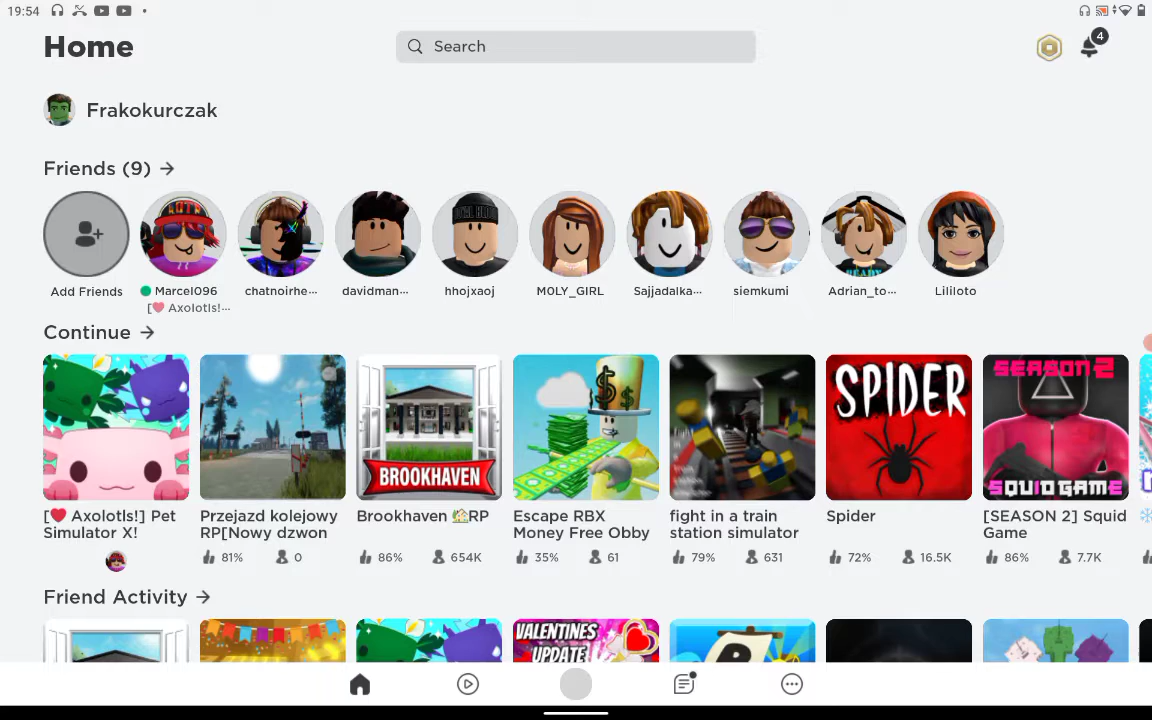 19:54
Home
Search
4
Frakokurczak
Friends (9) →
Add Friends
Marcel096
[❤️ Axolotls!-...
chatnoirhe...
davidman...
hhojxaoj
M0LY_GIRL
Sajjadalka...
siemkumi
Adrian_to...
Lililoto
Continue →
BROOKHAVEN
SPIDER
SEASON 2
SQUID GAME
[❤️ Axolotls!] Pet
Simulator X!
Przejazd kolejowy
RP[Nowy dzwon
81%
0
Brookhaven 🏡RP
86%
654K
Escape RBX
Money Free Obby
35%
61
fight in a train
station simulator
79%
631
Spider
72%
16.5K
[SEASON 2] Squid
Game
86%
7.7K
Friend Activity →
VALENTINES
UPDATE